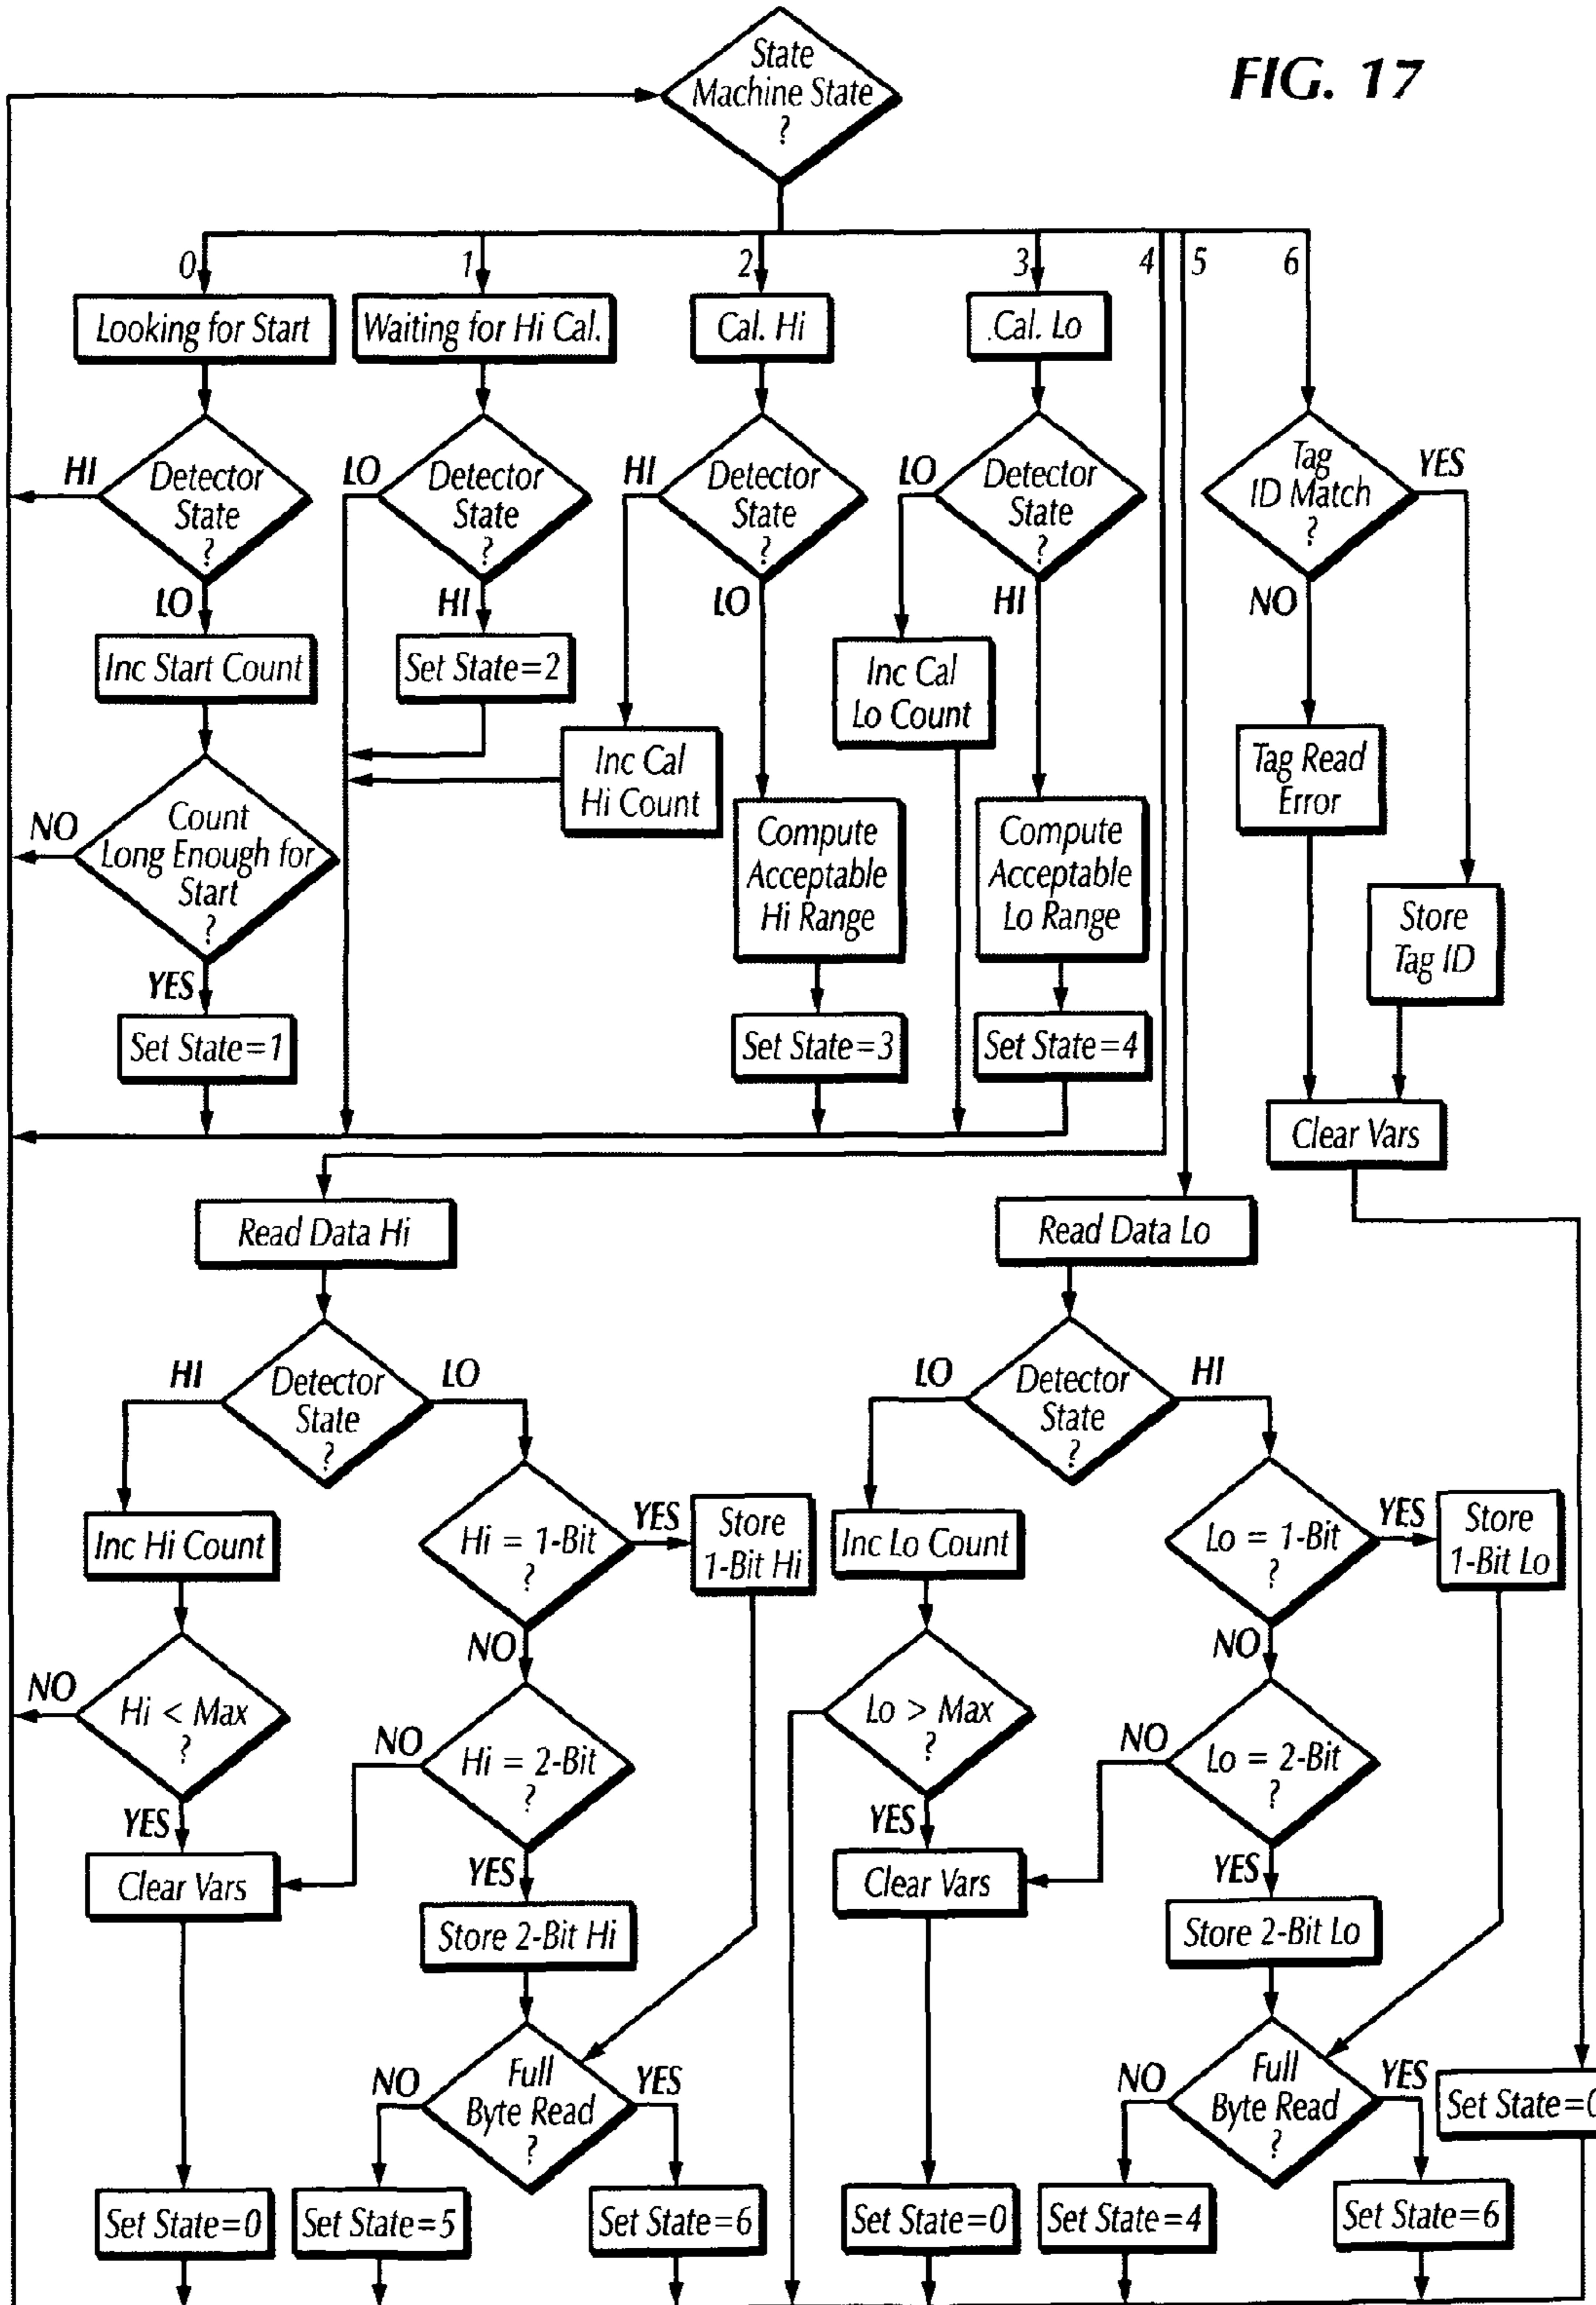 FIG. 17
State
Machine State
?
0
1
2
3
4
5
6
Looking for Start
Waiting for Hi Cal.
Cal. Hi
.Cal. Lo
HI
Detector
State
?
LO
LO
Detector
State
?
HI
HI
Detector
State
?
LO
LO
Detector
State
?
HI
Tag
ID Match
?
YES
NO
Inc Start Count
Set State=2
Inc Cal
Hi Count
Inc Cal
Lo Count
Tag Read
Error
Count
Long Enough for
Start
?
NO
YES
Compute
Acceptable
Hi Range
Compute
Acceptable
Lo Range
Store
Tag ID
Set State=1
Set State=3
Set State=4
Clear Vars
Read Data Hi
Read Data Lo
HI
Detector
State
?
LO
LO
Detector
State
?
HI
Inc Hi Count
Hi = 1-Bit
?
YES
Store
1-Bit Hi
NO
Inc Lo Count
Lo = 1-Bit
?
YES
Store
1-Bit Lo
NO
NO
Hi < Max
?
YES
NO
Hi = 2-Bit
?
YES
Lo > Max
?
YES
NO
Lo = 2-Bit
?
YES
Clear Vars
Store 2-Bit Hi
Clear Vars
Store 2-Bit Lo
NO
Full
Byte Read
?
YES
NO
Full
Byte Read
?
YES
Set State=0
Set State=0
Set State=5
Set State=6
Set State=0
Set State=4
Set State=6